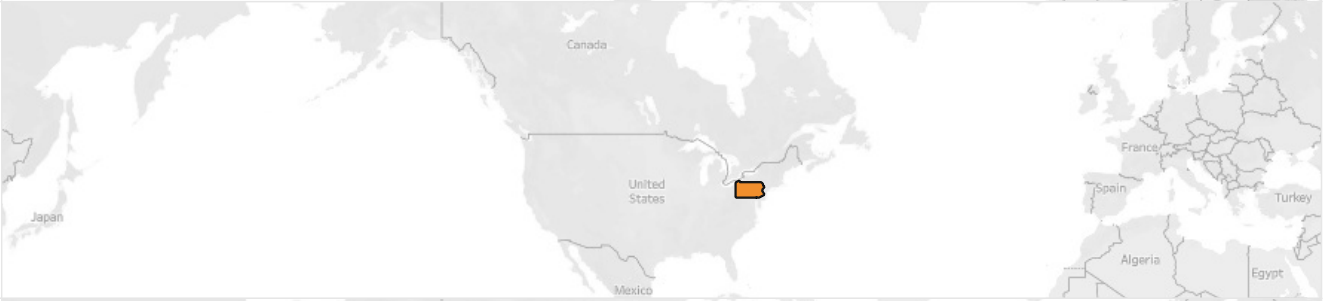 Canada
France
United
States
Spain
Turkey
Japan
Algeria
Egypt
Mexico